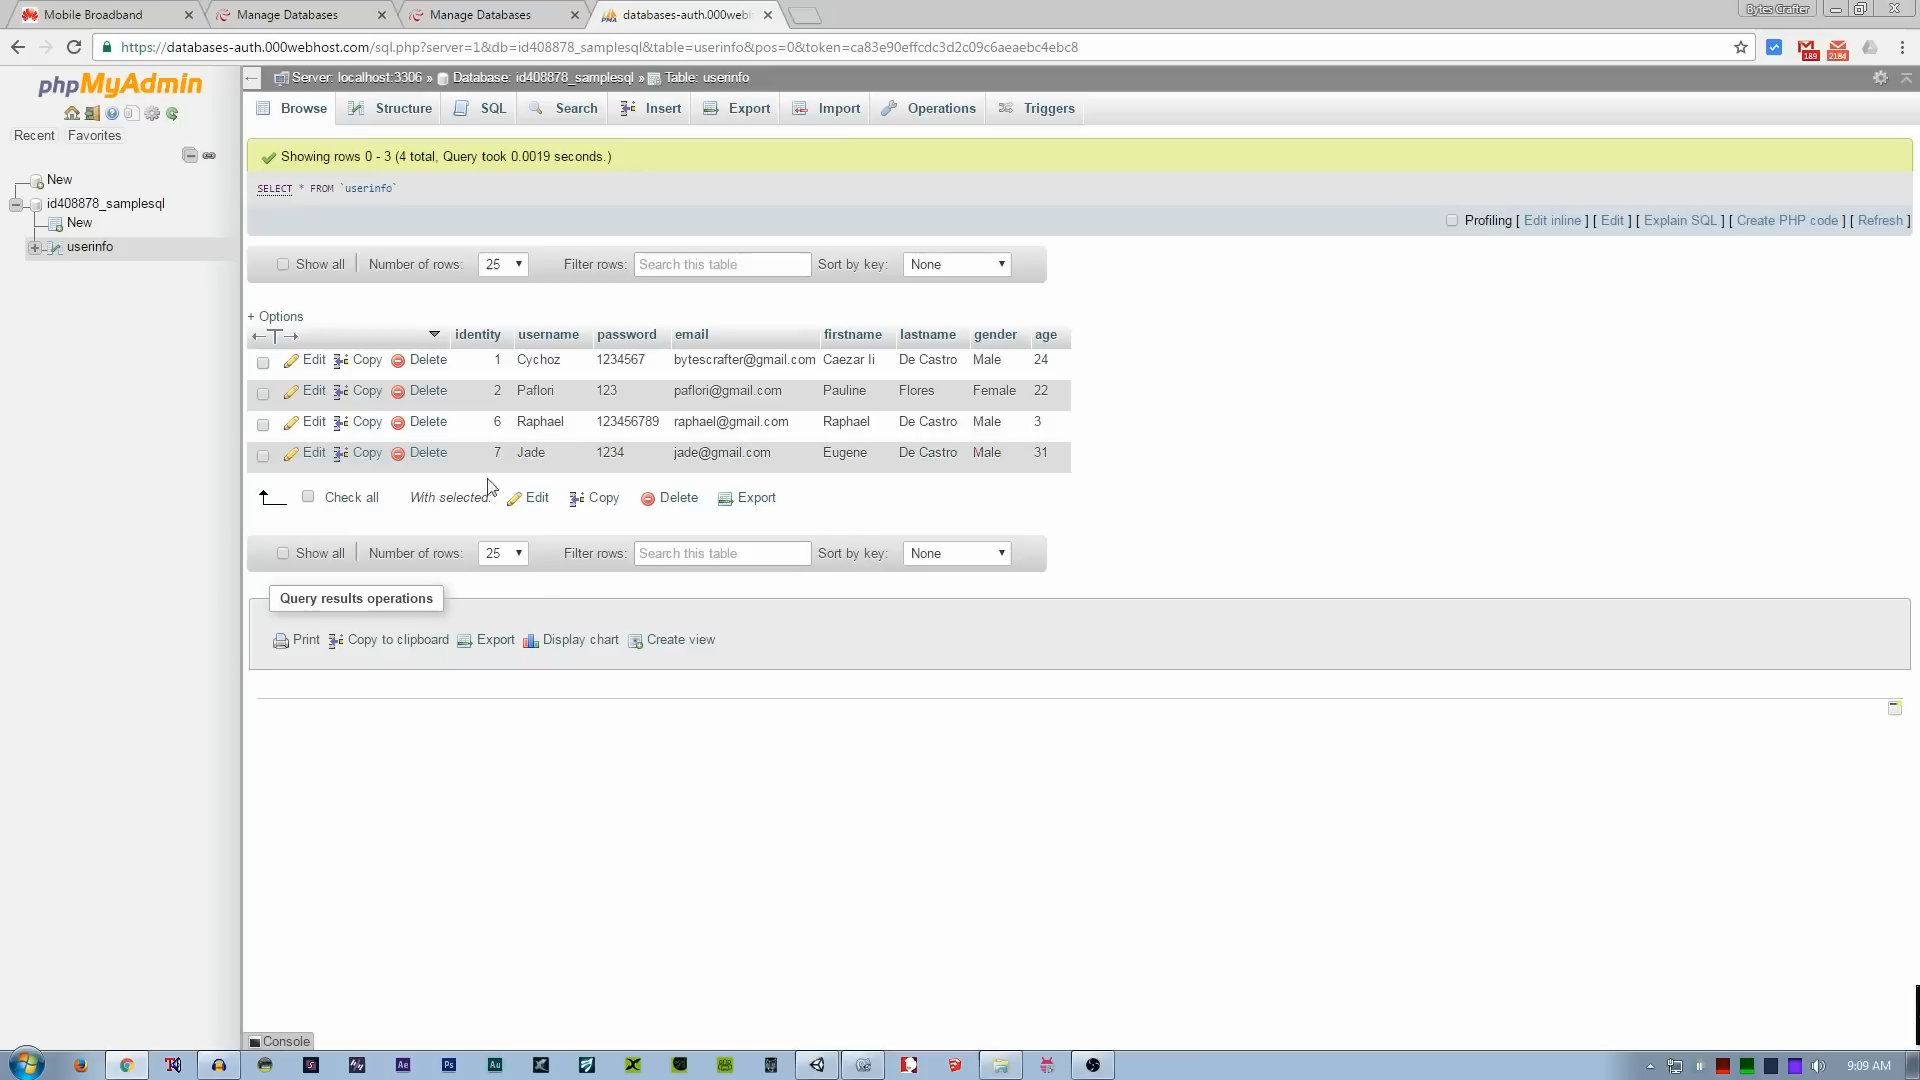 Mobile Broadband
Manage Databases
Manage Databases
databases-auth.000webh
Bytes Crafter
https://databases-auth.000webhost.com/sql.php?server=1&db=id408878_samplesql&table=userinfo&pos=0&token=ca83e90effcdc3d2c09c6aeaebc4ebc8
189
2184
phpMyAdmin
Recent Favorites
New
id408878_samplesql
New
userinfo
Server: localhost:3306 » Database: id408878_samplesql » Table: userinfo
Browse Structure SQL Search Insert Export Import Operations Triggers
Showing rows 0 - 3 (4 total, Query took 0.0019 seconds.)
SELECT * FROM `userinfo`
Profiling [ Edit inline ] [ Edit ] [ Explain SQL ] [ Create PHP code ] [ Refresh ]
Show all Number of rows: 25 Filter rows: Search this table Sort by key: None
+ Options
identity username password email firstname lastname gender age
Edit Copy Delete 1 Cychoz 1234567 bytescrafter@gmail.com Caezar Ii De Castro Male 24
Edit Copy Delete 2 Paflori 123 paflori@gmail.com Pauline Flores Female 22
Edit Copy Delete 6 Raphael 123456789 raphael@gmail.com Raphael De Castro Male 3
Edit Copy Delete 7 Jade 1234 jade@gmail.com Eugene De Castro Male 31
Check all With selected: Edit Copy Delete Export
Show all Number of rows: 25 Filter rows: Search this table Sort by key: None
Query results operations
Print Copy to clipboard Export Display chart Create view
Console
Ae Ps Au
9:09 AM